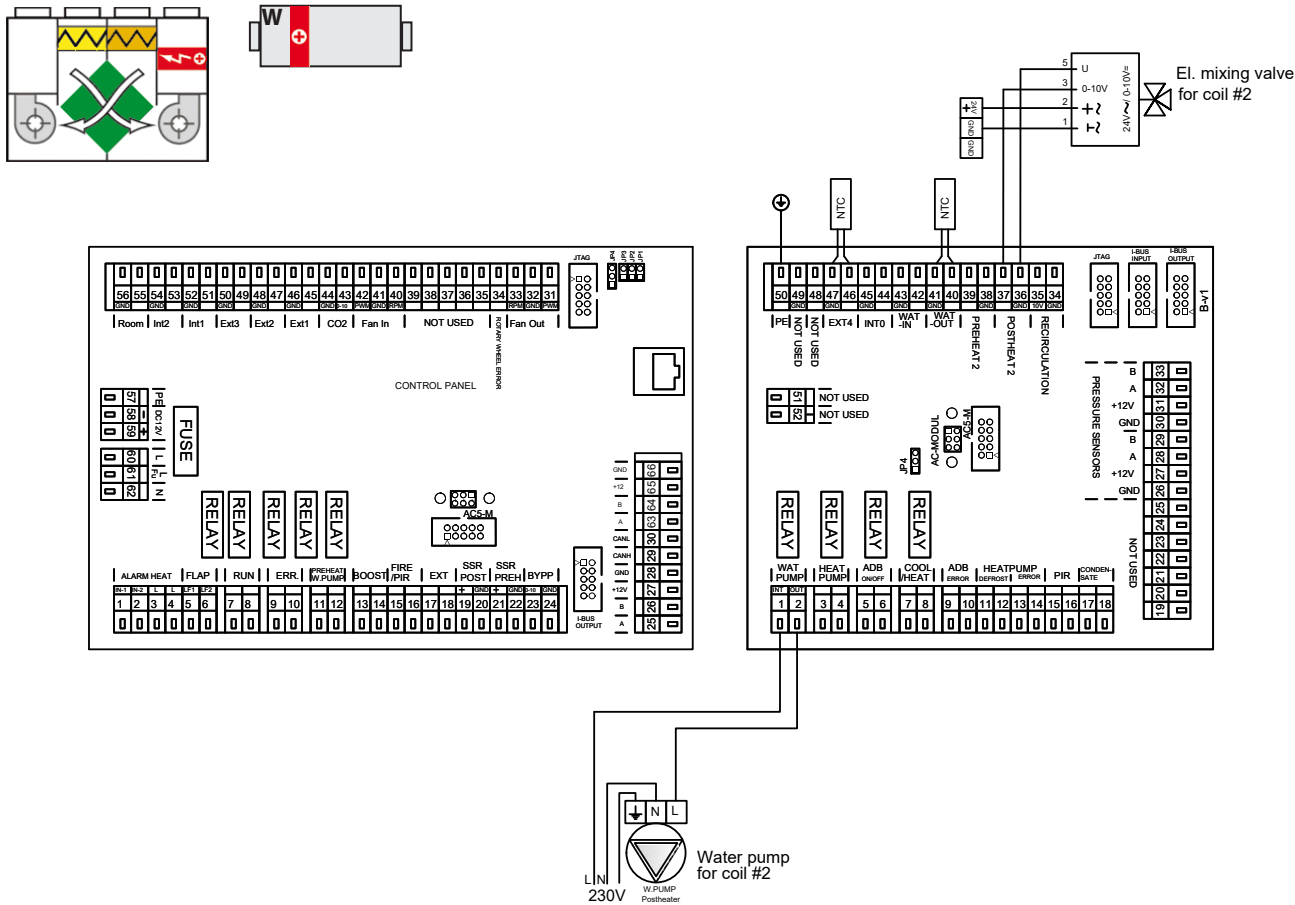 W
El. mixing valve
for coil #2
5 U
3 0-10V
2 +~
1 ⊢~
24V ~/ 0-10V=
+ 24V
GND
GND
NTC
NTC
JTAG
JP4
JP3
JP2
JP1
56 55 54 53 52 51 50 49 48 47 46 45 44 43 42 41 40 39 38 37 36 35 34 33 32 31
GND GND GND GND GND GND GND 0-10 PWM GND RPM RPM GND PWM
Room Int2 Int1 Ext3 Ext2 Ext1 CO2 Fan In NOT USED ROTARY WHEEL ERROR Fan Out
CONTROL PANEL
57 PE
58 - DC12V
59 +
60 L
61 L Fu
62 N
FUSE
RELAY RELAY RELAY RELAY RELAY
AC5-M
GND 66
+12 65
B 64
A 63
CANL 30
CANH 29
GND 28
+12V 27
B 26
A 25
I-BUS
OUTPUT
ALARM HEAT FLAP RUN ERR. PREHEAT/ W.PUMP BOOST FIRE /PIR EXT SSR POST SSR PREH BYPP
IN-1 IN-2 L L LF1 LF2 + GND + GND 0-10 GND
1 2 3 4 5 6 7 8 9 10 11 12 13 14 15 16 17 18 19 20 21 22 23 24
JTAG
I-BUS
INPUT
I-BUS
OUTPUT
BA-1
50 49 48 47 46 45 44 43 42 41 40 39 38 37 36 35 34
GND GND GND GND GND GND GND 10V GND
PE NOT USED NOT USED EXT4 INT0 WAT -IN WAT -OUT PREHEAT 2 POSTHEAT 2 RECIRCULATION
51 NOT USED
52 NOT USED
AC-MODUL
AC5-M
JP4
PRESSURE SENSORS
B 33
A 32
+12V 31
GND 30
B 29
A 28
+12V 27
GND 26
25
24
23
22
21
20
19
NOT USED
RELAY RELAY RELAY RELAY
WAT PUMP HEAT PUMP ADB ON/OFF COOL /HEAT ADB ERROR HEATPUMP DEFROST ERROR PIR CONDEN- SATE
INT OUT
1 2 3 4 5 6 7 8 9 10 11 12 13 14 15 16 17 18
N L
Water pump
for coil #2
L N
230V
W.PUMP
Postheater